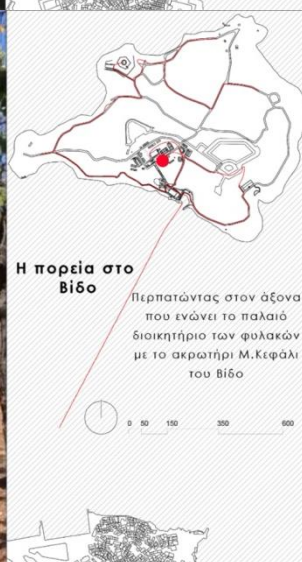 Η πορεία στο
Βίδο
Περπατώντας στον άξονα
που ενώνει το παλαιό
διοικητήριο των φυλακών
με το ακρωτήρι Μ.Κεφάλι
του Βίδο
0 50 150 350 600